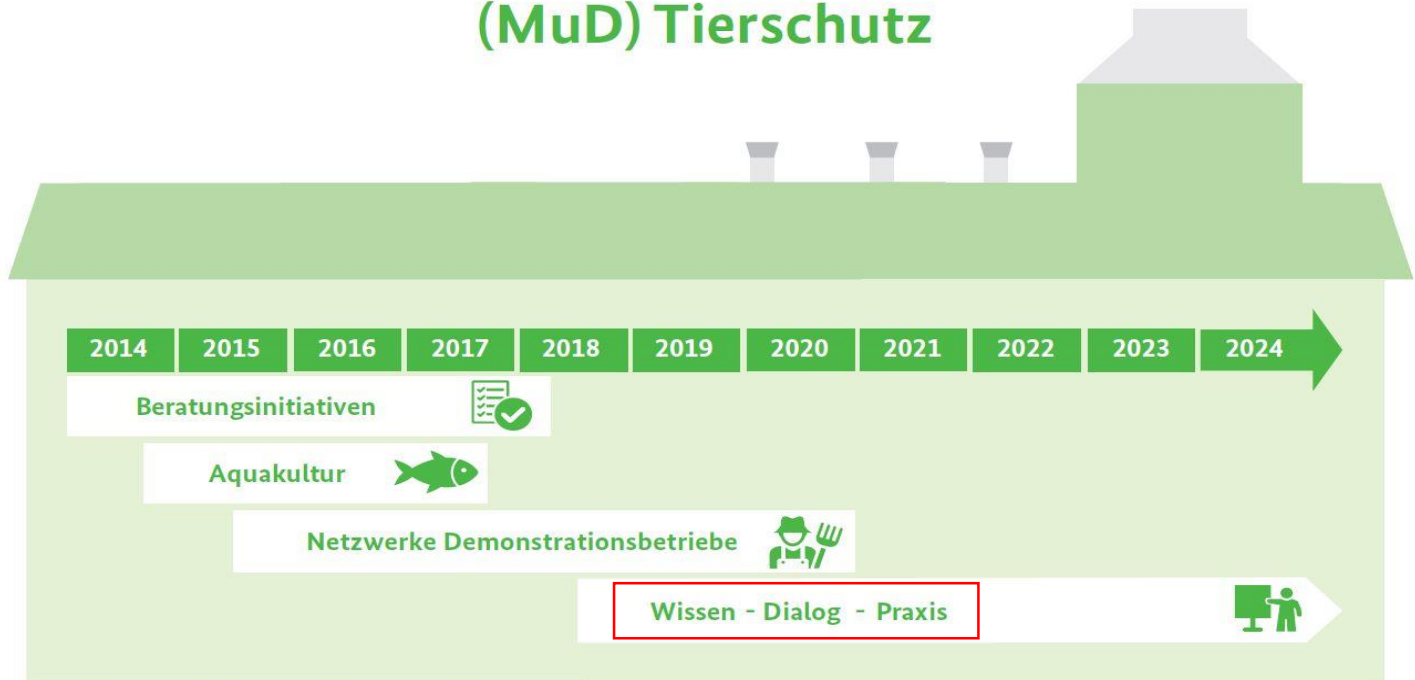 (MuD) Tierschutz
2014 2015 2016 2017 2018 2019 2020 2021 2022 2023 2024
Beratungsinitiativen
Aquakultur
Netzwerke Demonstrationsbetriebe
Wissen - Dialog - Praxis